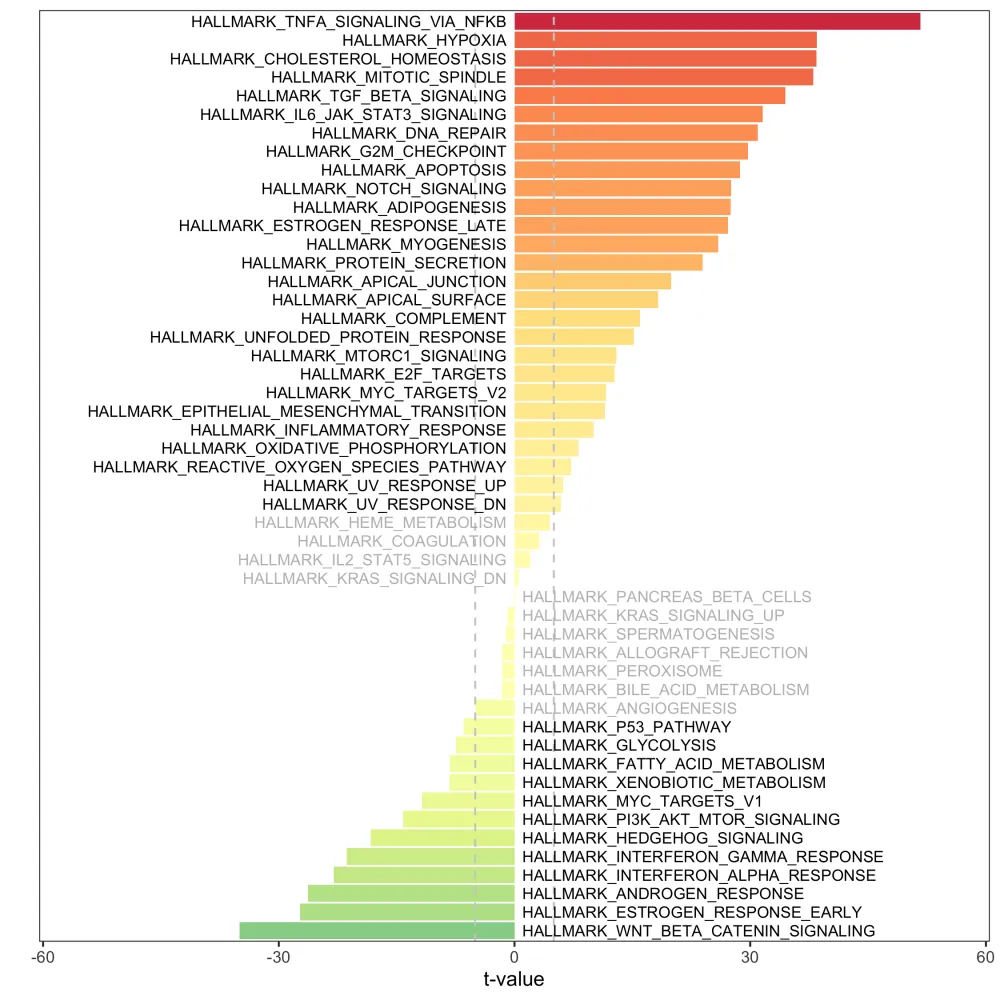 HALLMARK_TNFA_SIGNALING_VIA_NFKB
HALLMARK_HYPOXIA
HALLMARK_CHOLESTEROL_HOMEOSTASIS
HALLMARK_MITOTIC_SPINDLE
HALLMARK_TGF_BETA_SIGNALING
HALLMARK_IL6_JAK_STAT3_SIGNALING
HALLMARK_DNA_REPAIR
HALLMARK_G2M_CHECKPOINT
HALLMARK_APOPTOSIS
HALLMARK_NOTCH_SIGNALING
HALLMARK_ADIPOGENESIS
HALLMARK_ESTROGEN_RESPONSE_LATE
HALLMARK_MYOGENESIS
HALLMARK_PROTEIN_SECRETION
HALLMARK_APICAL_JUNCTION
HALLMARK_APICAL_SURFACE
HALLMARK_COMPLEMENT
HALLMARK_UNFOLDED_PROTEIN_RESPONSE
HALLMARK_MTORC1_SIGNALING
HALLMARK_E2F_TARGETS
HALLMARK_MYC_TARGETS_V2
HALLMARK_EPITHELIAL_MESENCHYMAL_TRANSITION
HALLMARK_INFLAMMATORY_RESPONSE
HALLMARK_OXIDATIVE_PHOSPHORYLATION
HALLMARK_REACTIVE_OXYGEN_SPECIES_PATHWAY
HALLMARK_UV_RESPONSE_UP
HALLMARK_UV_RESPONSE_DN
HALLMARK_HEME_METABOLISM
HALLMARK_COAGULATION
HALLMARK_IL2_STAT5_SIGNALING
HALLMARK_KRAS_SIGNALING_DN
HALLMARK_PANCREAS_BETA_CELLS
HALLMARK_KRAS_SIGNALING_UP
HALLMARK_SPERMATOGENESIS
HALLMARK_ALLOGRAFT_REJECTION
HALLMARK_PEROXISOME
HALLMARK_BILE_ACID_METABOLISM
HALLMARK_ANGIOGENESIS
HALLMARK_P53_PATHWAY
HALLMARK_GLYCOLYSIS
HALLMARK_FATTY_ACID_METABOLISM
HALLMARK_XENOBIOTIC_METABOLISM
HALLMARK_MYC_TARGETS_V1
HALLMARK_PI3K_AKT_MTOR_SIGNALING
HALLMARK_HEDGEHOG_SIGNALING
HALLMARK_INTERFERON_GAMMA_RESPONSE
HALLMARK_INTERFERON_ALPHA_RESPONSE
HALLMARK_ANDROGEN_RESPONSE
HALLMARK_ESTROGEN_RESPONSE_EARLY
HALLMARK_WNT_BETA_CATENIN_SIGNALING
-60 -30 0 30 60
t-value